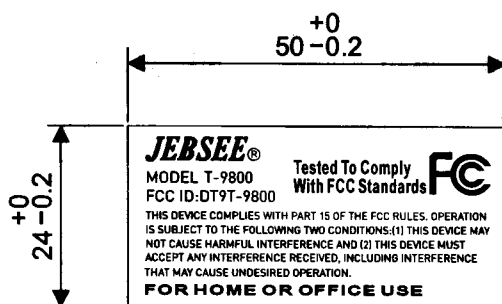 +0
50-0.2
+0
24-0.2
JEBSEE®
MODEL T-9800
FCC ID:DT9T-9800
Tested To Comply
With FCC Standards
FC
THIS DEVICE COMPLIES WITH PART 15 OF THE FCC RULES. OPERATION
IS SUBJECT TO THE FOLLOWING TWO CONDITIONS:(1) THIS DEVICE MAY
NOT CAUSE HARMFUL INTERFERENCE AND (2) THIS DEVICE MUST
ACCEPT ANY INTERFERENCE RECEIVED, INCLUDING INTERFERENCE
THAT MAY CAUSE UNDESIRED OPERATION.
FOR HOME OR OFFICE USE